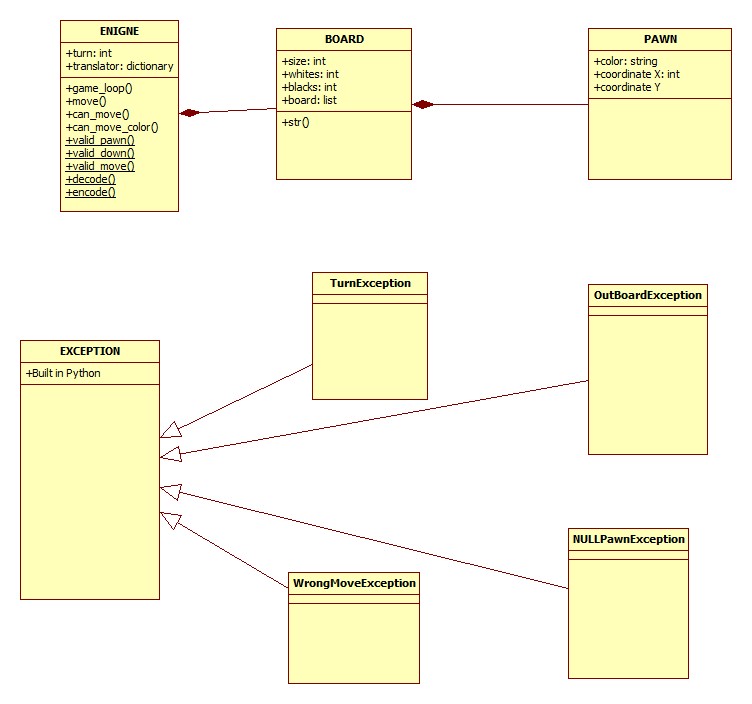 ENIGNE
+turn: int
+translator: dictionary
+game_loop()
+move()
+can_move()
+can_move_color()
+valid_pawn()
+valid_down()
+valid_move()
+decode()
+encode()
BOARD
+size: int
+whites: int
+blacks: int
+board: list
+str()
PAWN
+color: string
+coordinate X: int
+coordinate Y
TurnException
OutBoardException
EXCEPTION
+Built in Python
NULLPawnException
WrongMoveException